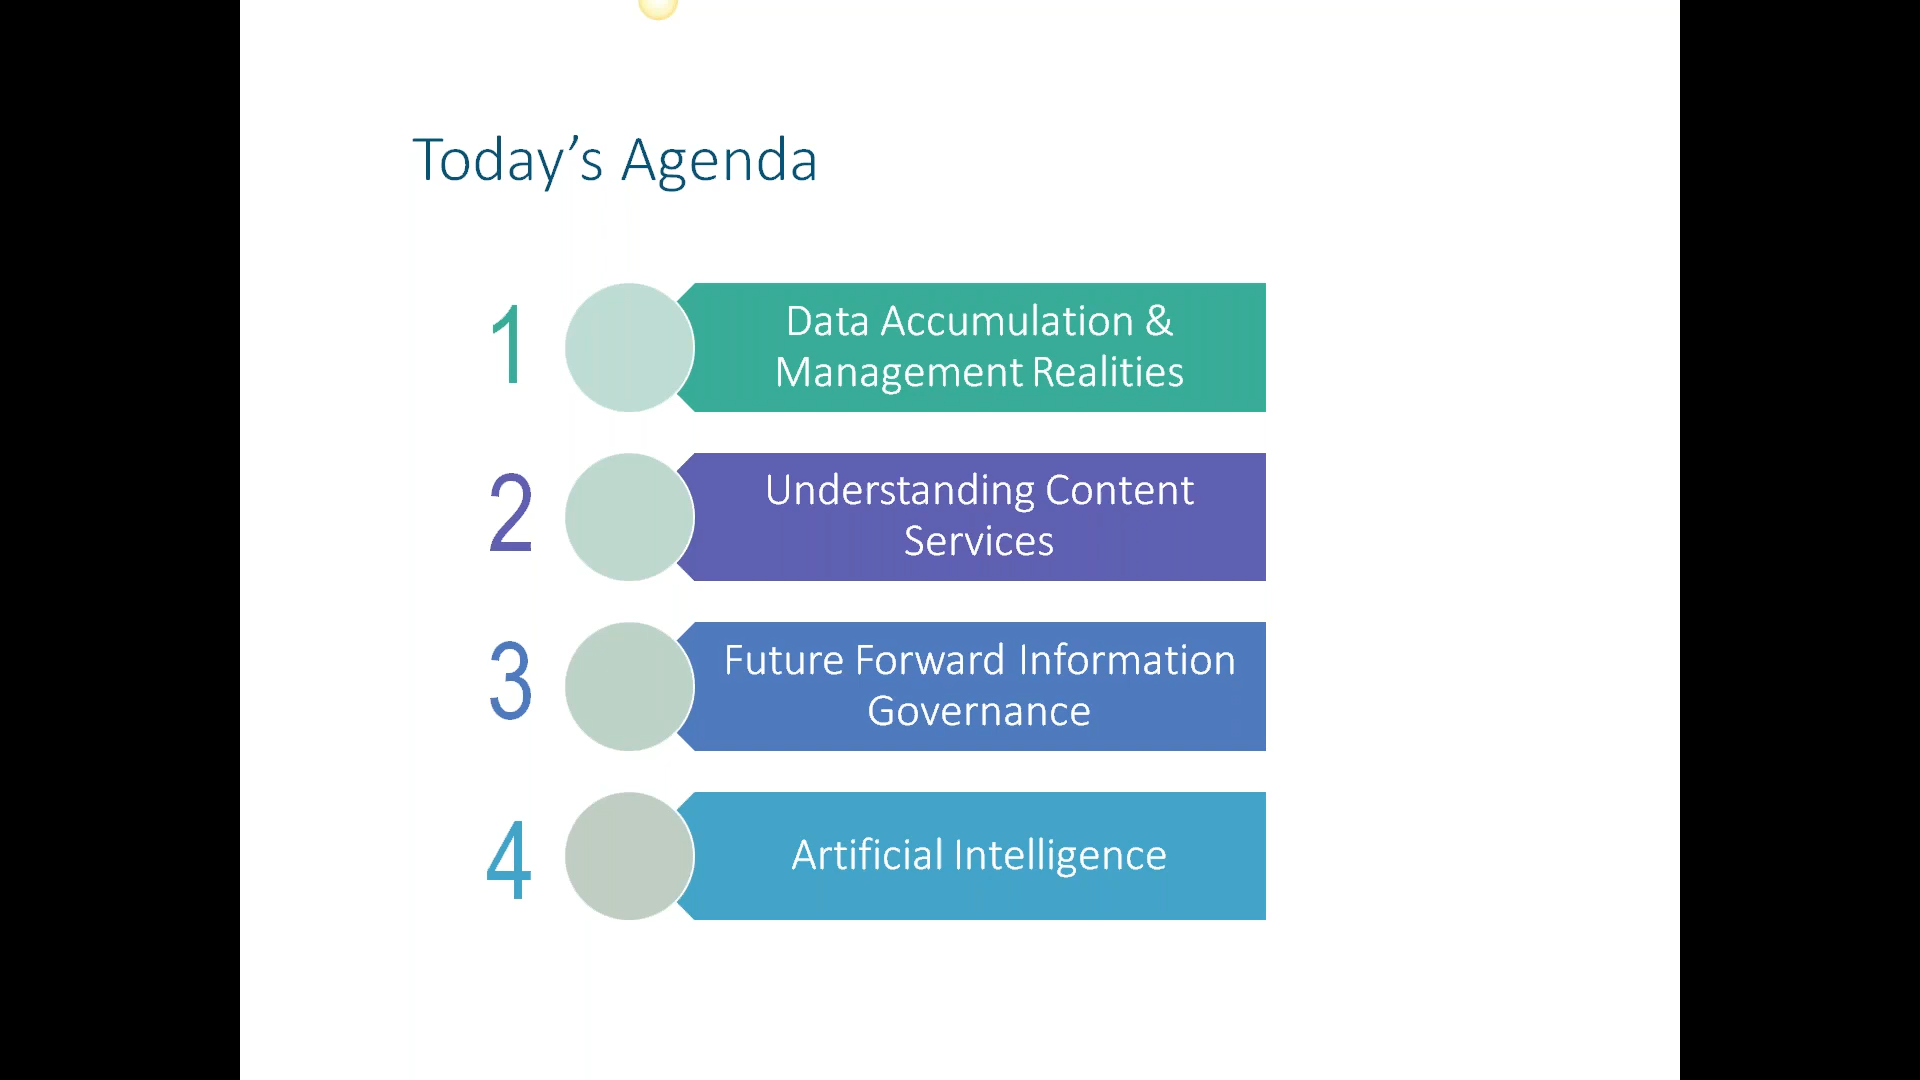 Today’s Agenda
1
Data Accumulation &
Management Realities
2
Understanding Content
Services
3
Future Forward Information
Governance
4
Artificial Intelligence